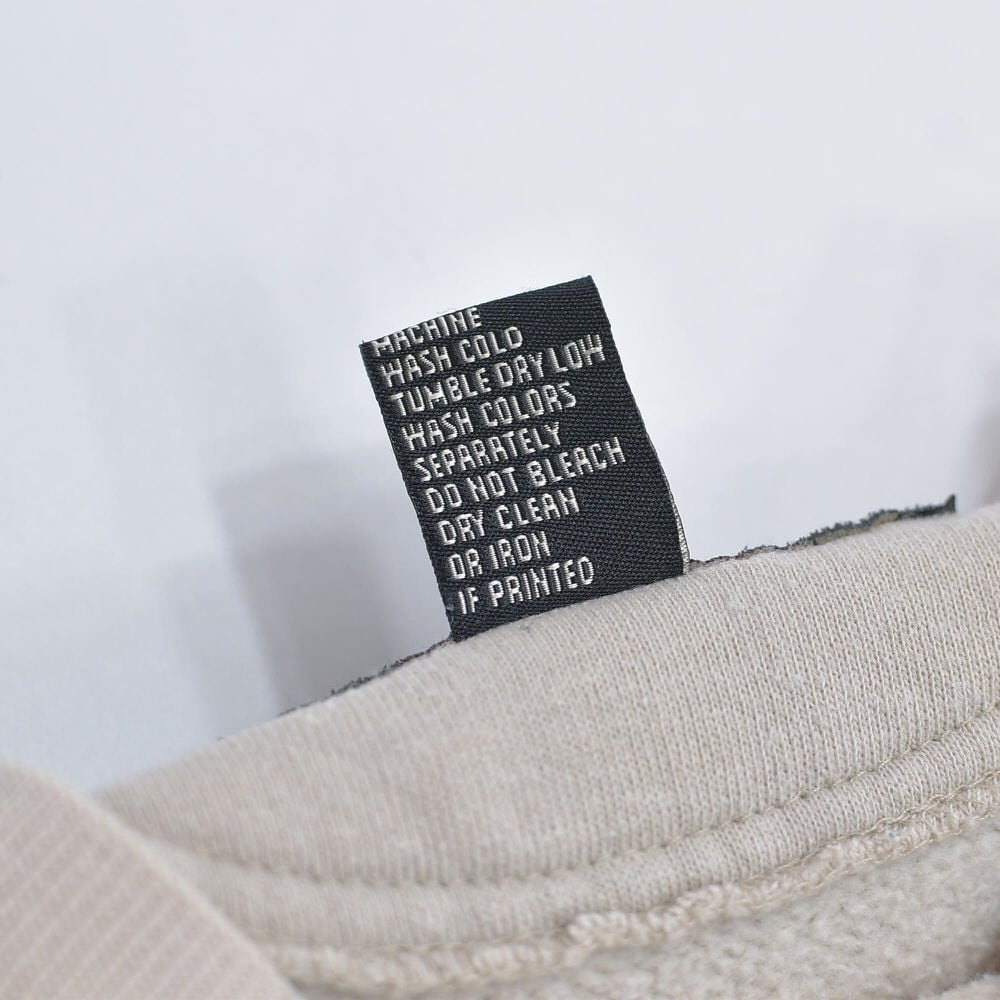 MACHINE
WASH COLD
TUMBLE DRY LOW
WASH COLORS
SEPARATELY
DO NOT BLEACH
DRY CLEAN
OR IRON
IF PRINTED